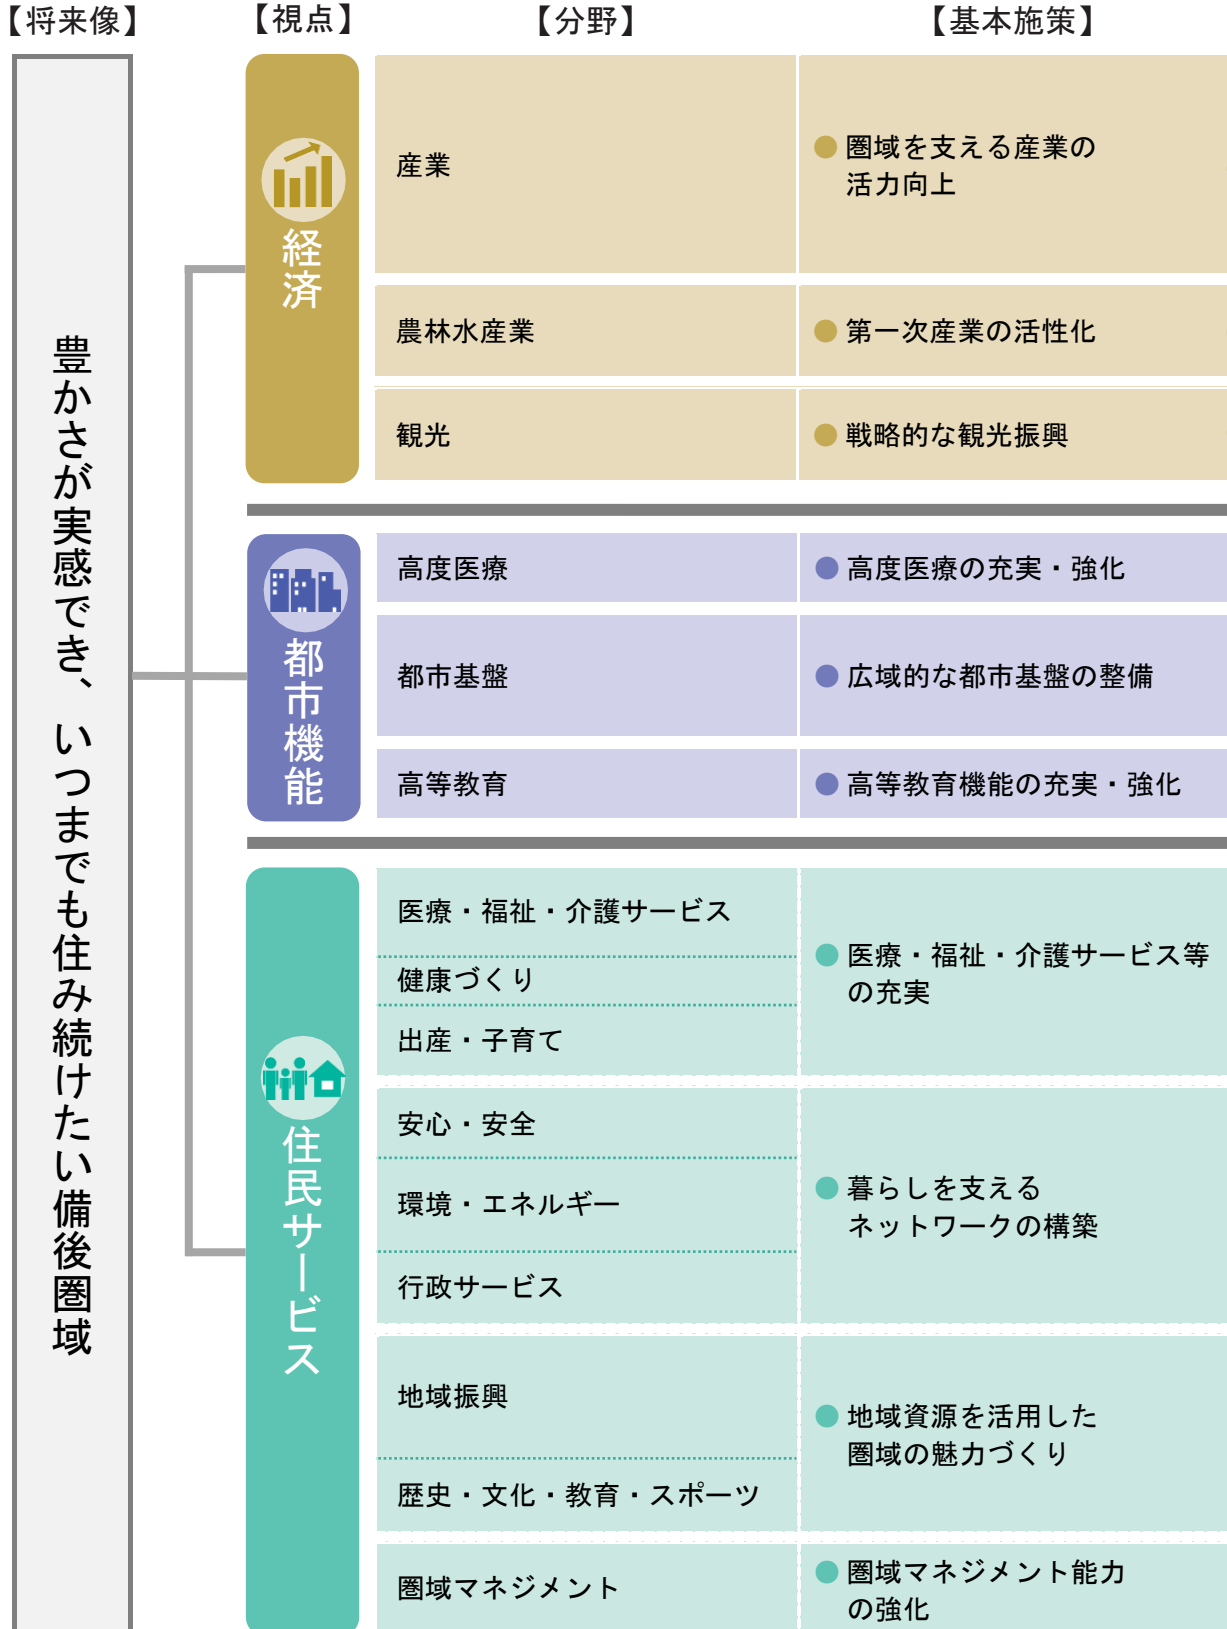 【将来像】
【視点】
【分野】
【基本施策】
豊かさが実感でき、いつまでも住み続けたい備後圏域
経済
産業
● 圏域を支える産業の
活力向上
農林水産業
● 第一次産業の活性化
観光
● 戦略的な観光振興
都市機能
高度医療
● 高度医療の充実・強化
都市基盤
● 広域的な都市基盤の整備
高等教育
● 高等教育機能の充実・強化
住民サービス
医療・福祉・介護サービス
健康づくり
出産・子育て
● 医療・福祉・介護サービス等
の充実
安心・安全
環境・エネルギー
行政サービス
● 暮らしを支える
ネットワークの構築
地域振興
歴史・文化・教育・スポーツ
● 地域資源を活用した
圏域の魅力づくり
圏域マネジメント
● 圏域マネジメント能力
の強化